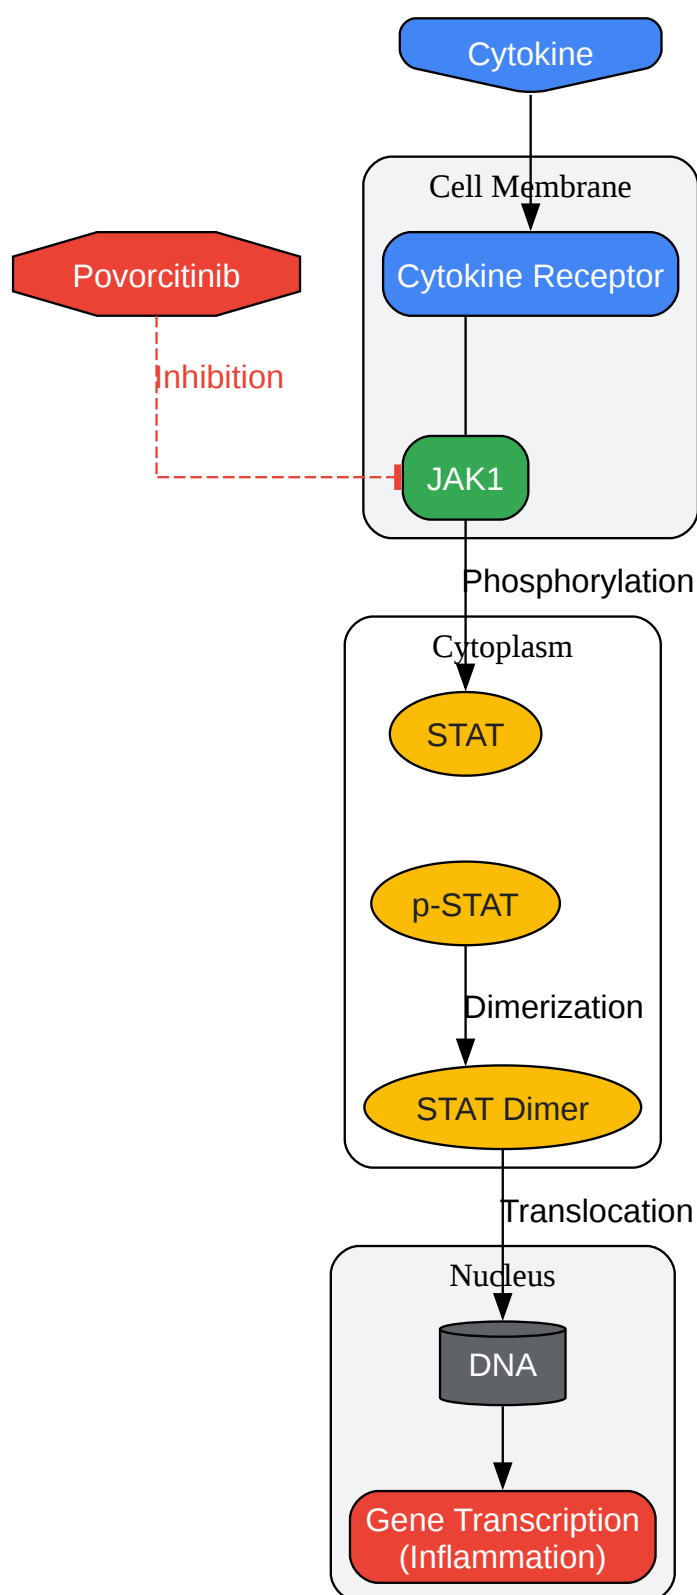 Cytokine
Cell Membrane
Povorcitinib
Cytokine Receptor
Inhibition
JAK1
Phosphorylation
Cytoplasm
STAT
p-STAT
Dimerization
STAT Dimer
Translocation
Nucleus
DNA
Gene Transcription
(Inflammation)